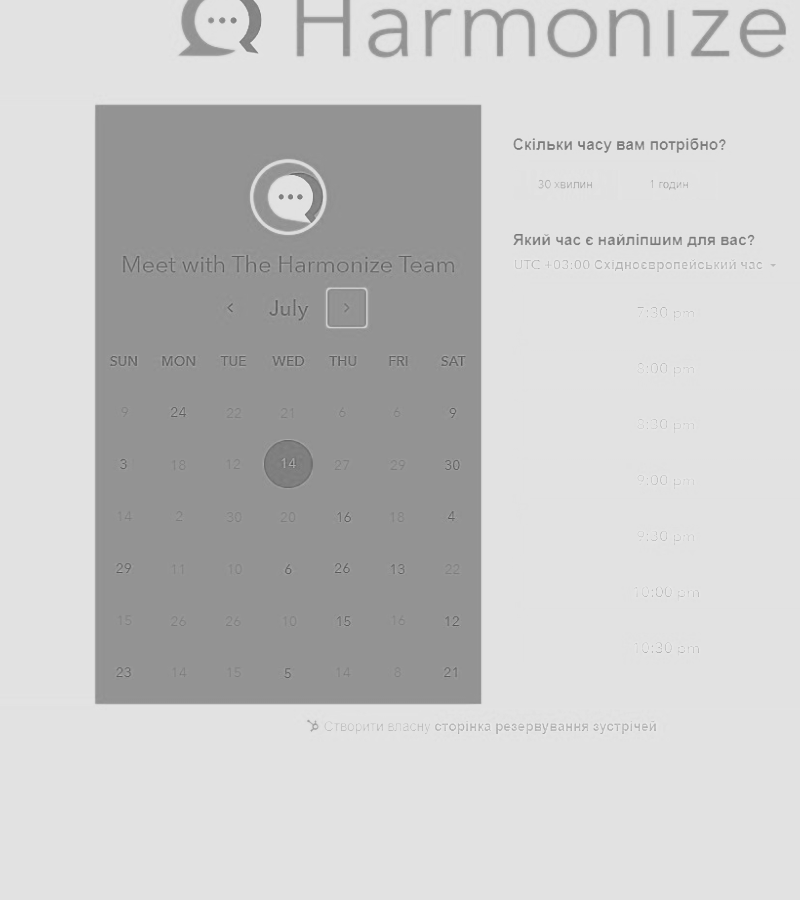 Harmonize
Meet with The Harmonize Team
July
SUN MON TUE WED THU FRI SAT
9 24 22 21 6 6 9
3 18 12 14 27 29 30
14 2 30 20 16 18 4
29 11 10 6 26 13 22
15 26 26 10 15 16 12
23 14 15 5 14 8 21
Скільки часу вам потрібно?
30 хвилин 1 годин
Який час є найліпшим для вас?
UTC +03:00 Східноєвропейський час
7:30 pm
8:00 pm
8:30 pm
9:00 pm
9:30 pm
10:00 pm
10:30 pm
Створити власну сторінка резервування зустрічей